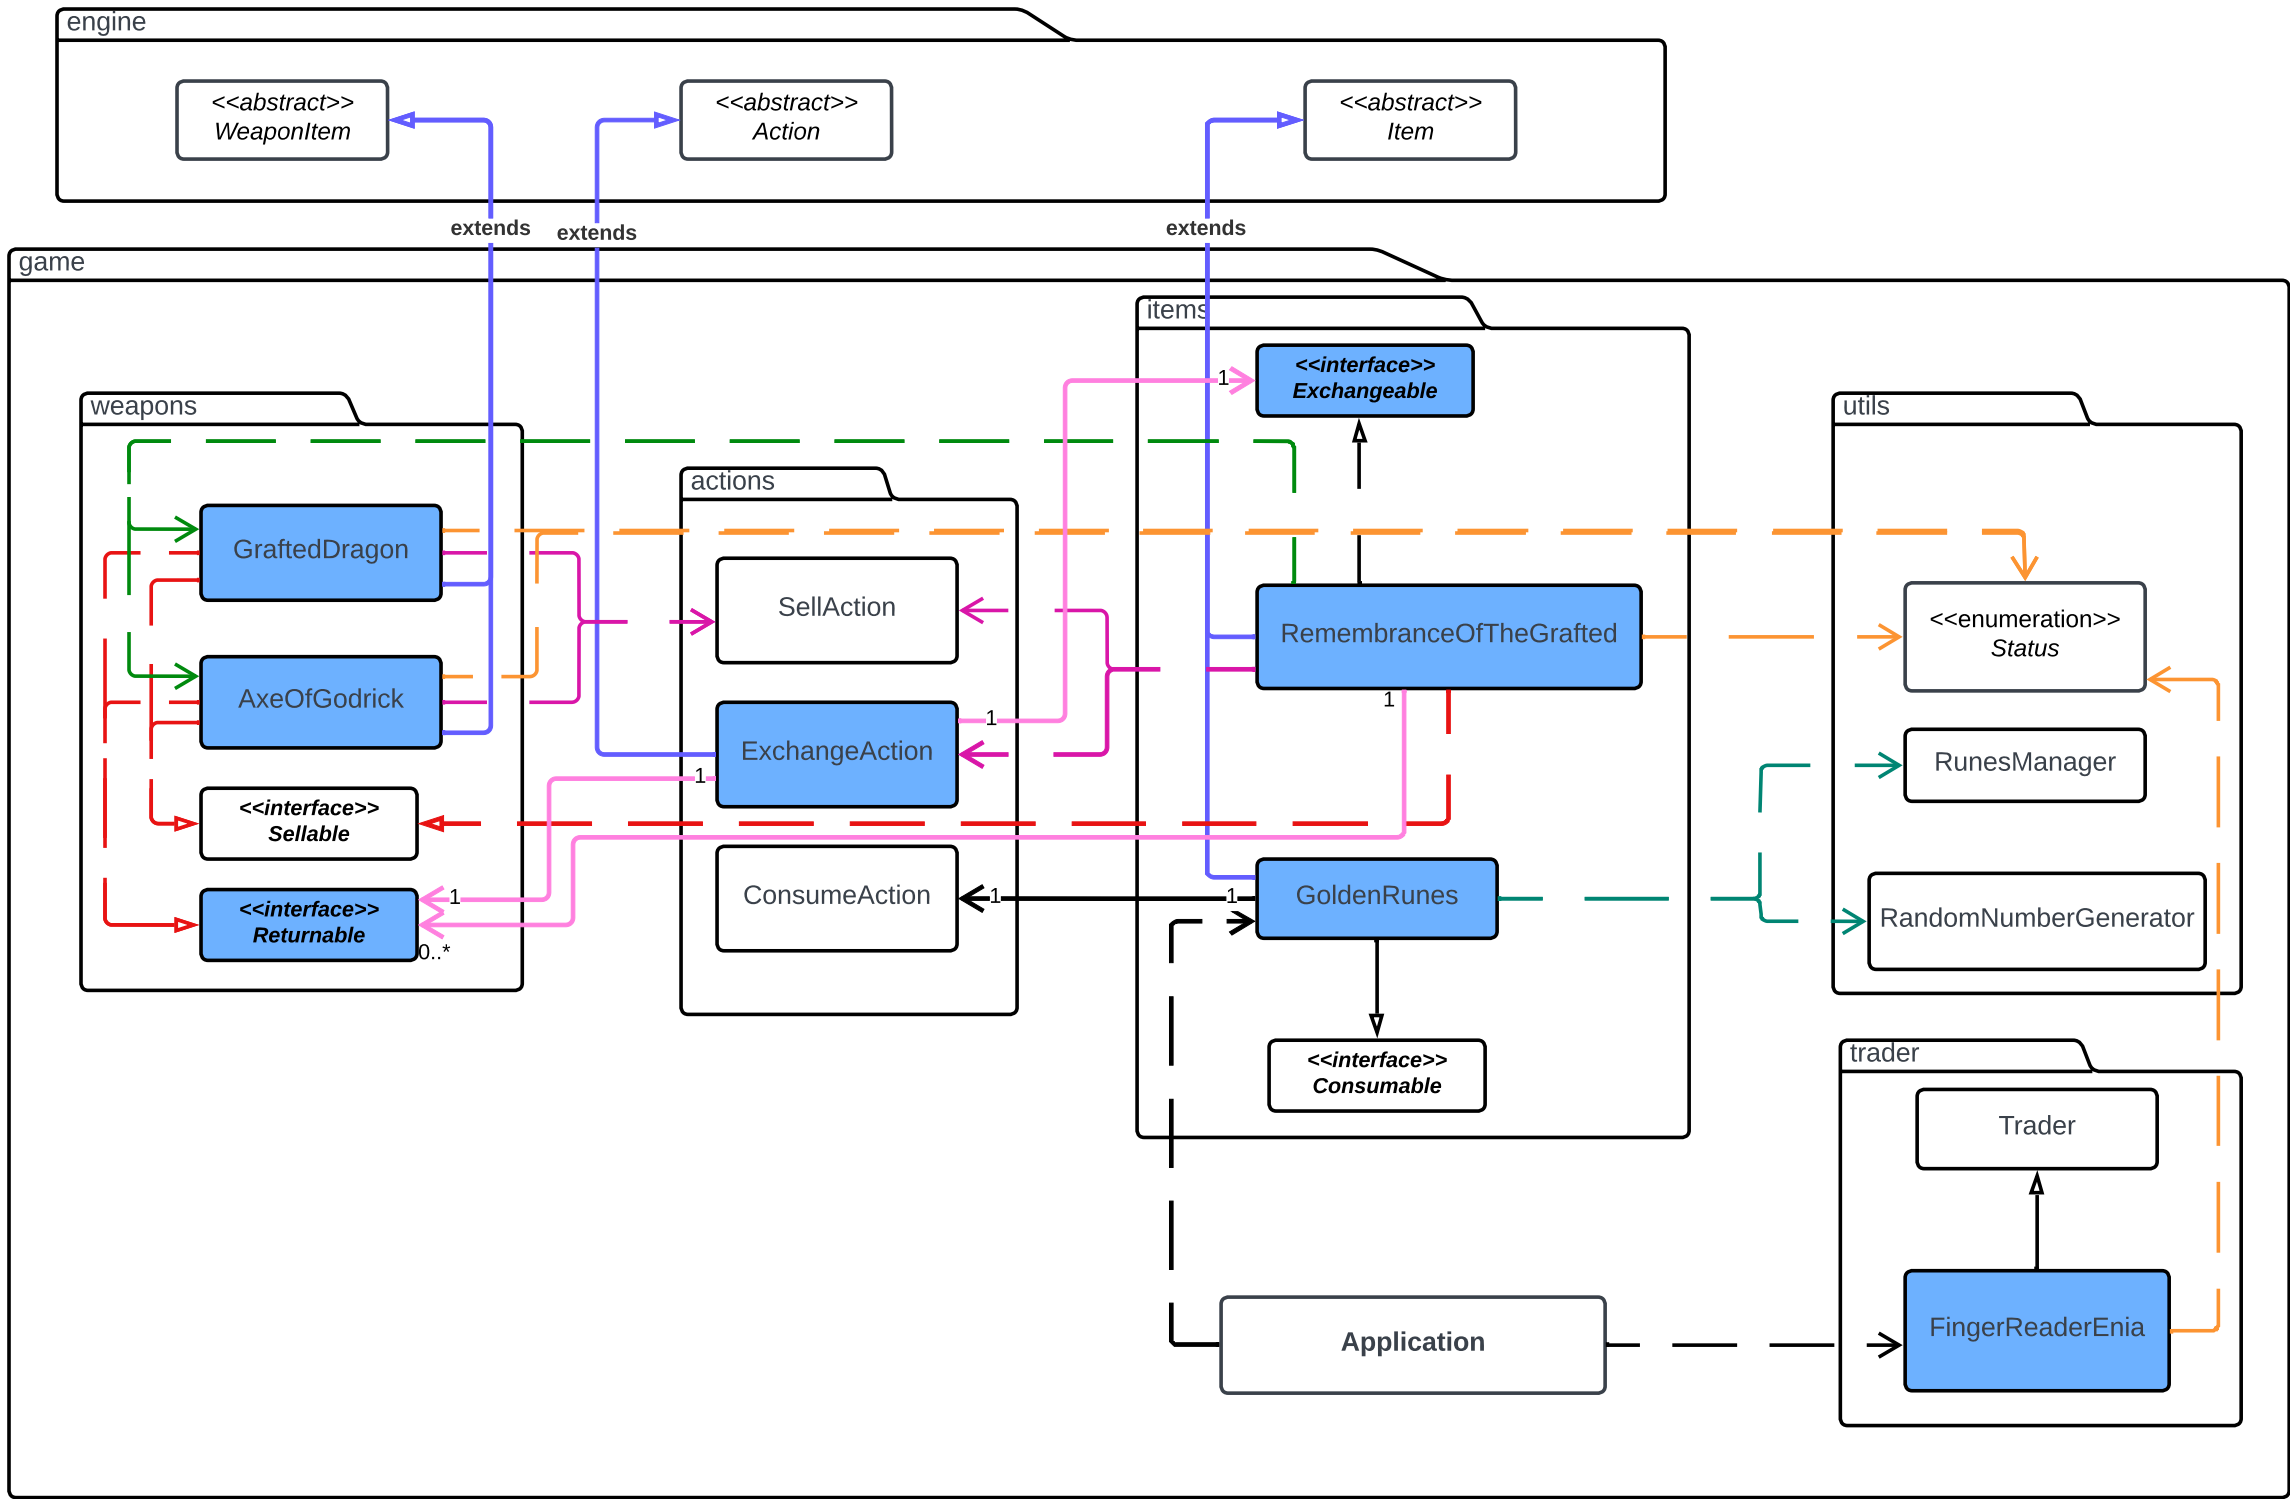 engine
<<abstract>>
WeaponItem
<<abstract>>
Action
<<abstract>>
Item
extends
extends
extends
game
items
<<interface>>
Exchangeable
1
weapons
utils
actions
GraftedDragon
SellAction
RemembranceOfTheGrafted
<<enumeration>>
Status
AxeOfGodrick
1
1
ExchangeAction
1
RunesManager
<<interface>>
Sellable
<<interface>>
Returnable
1
0..*
ConsumeAction
1
1
GoldenRunes
RandomNumberGenerator
<<interface>>
Consumable
trader
Trader
Application
FingerReaderEnia